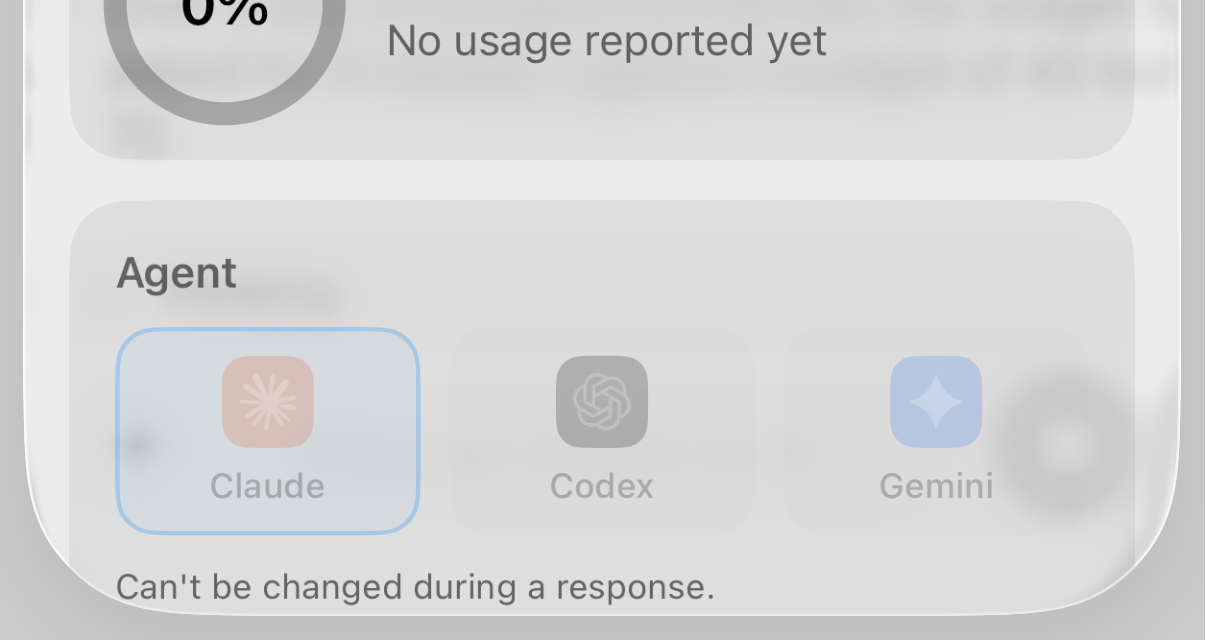 0%
No usage reported yet
Agent
Claude
Codex
Gemini
Can't be changed during a response.